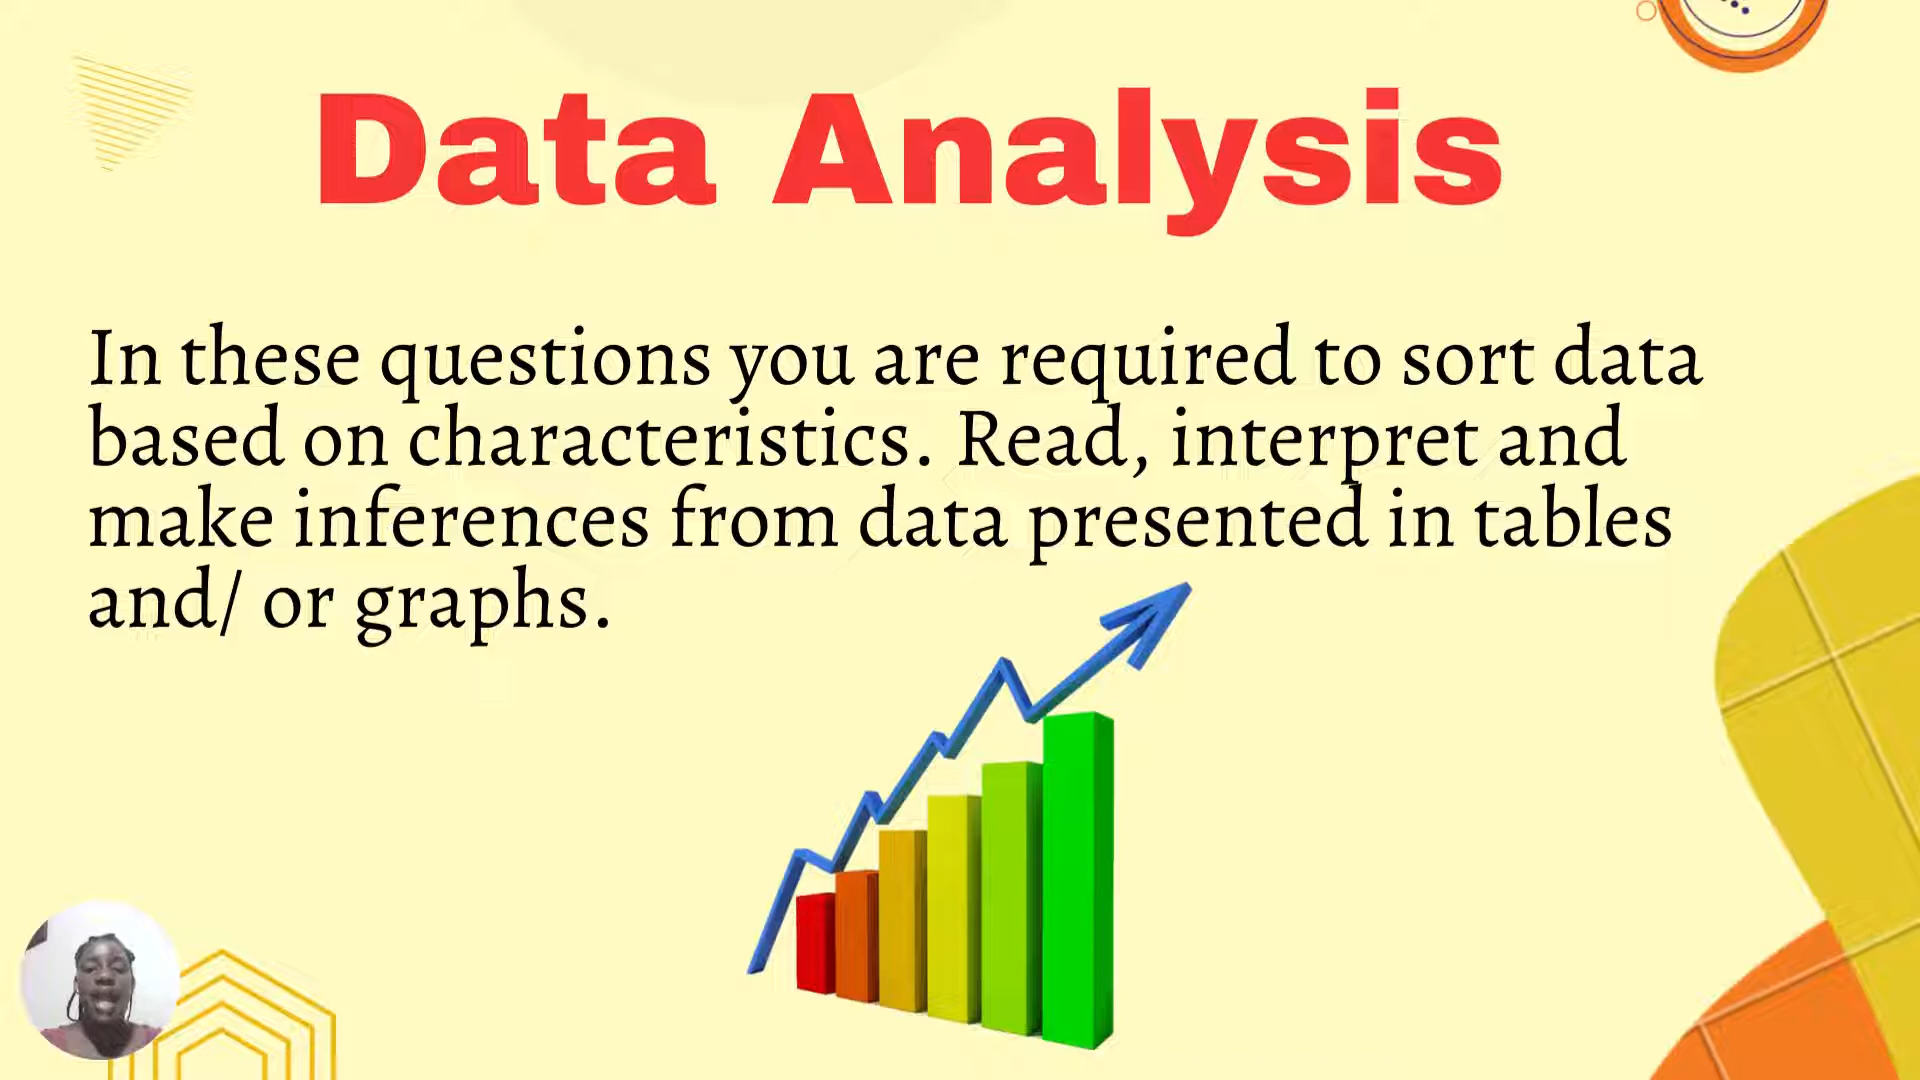 Data Analysis
In these questions you are required to sort data
based on characteristics. Read, interpret and
make inferences from data presented in tables
and/ or graphs.